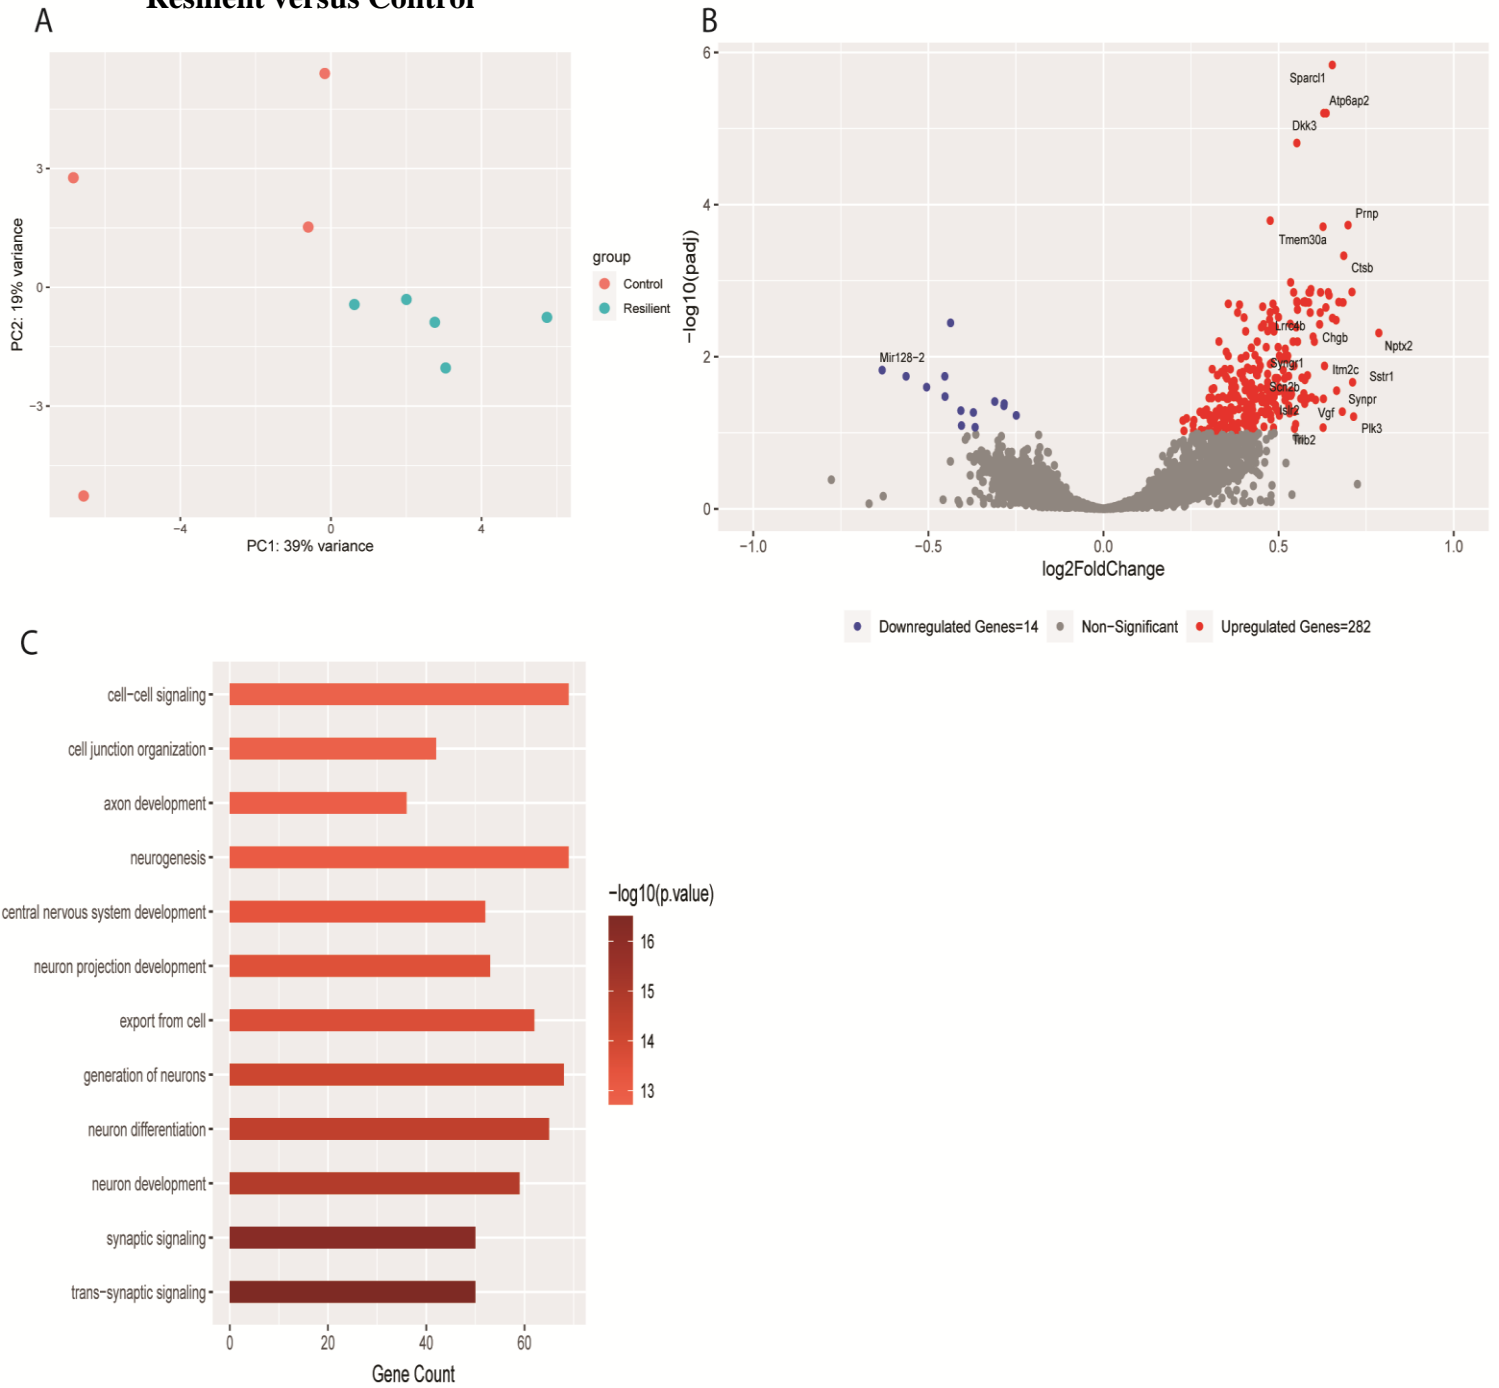 Resilient versus Control
A
PC2: 19% variance
3
0
−3
−4
0
4
PC1: 39% variance
group
Control
Resilient
B
−log10(padj)
6
4
2
0
Sparcl1
Atp6ap2
Dkk3
Prnp
Tmem30a
Ctsb
Lrrc4b
Chgb
Nptx2
Mir128−2
Syngr1
Itm2c
Sstr1
Scn2b
Synpr
Islr2
Vgf
Plk3
Trib2
−1.0
−0.5
0.0
0.5
1.0
log2FoldChange
Downregulated Genes=14
Non−Significant
Upregulated Genes=282
C
cell−cell signaling
cell junction organization
axon development
neurogenesis
central nervous system development
neuron projection development
export from cell
generation of neurons
neuron differentiation
neuron development
synaptic signaling
trans−synaptic signaling
0
20
40
60
Gene Count
−log10(p.value)
16
15
14
13